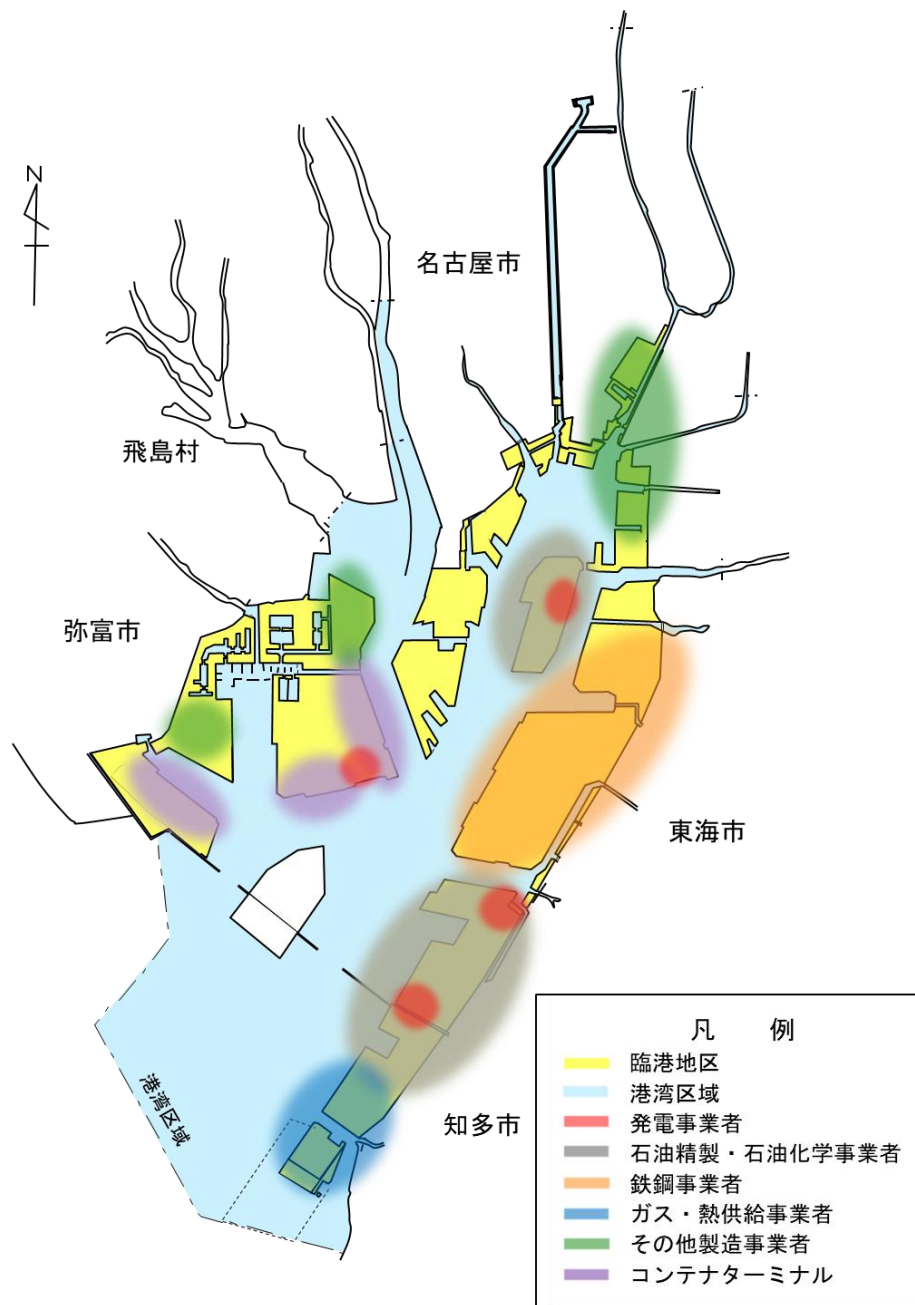 N
名古屋市
飛島村
弥富市
東海市
知多市
港湾区域
凡 例
臨港地区
港湾区域
発電事業者
石油精製・石油化学事業者
鉄鋼事業者
ガス・熱供給事業者
その他製造事業者
コンテナターミナル